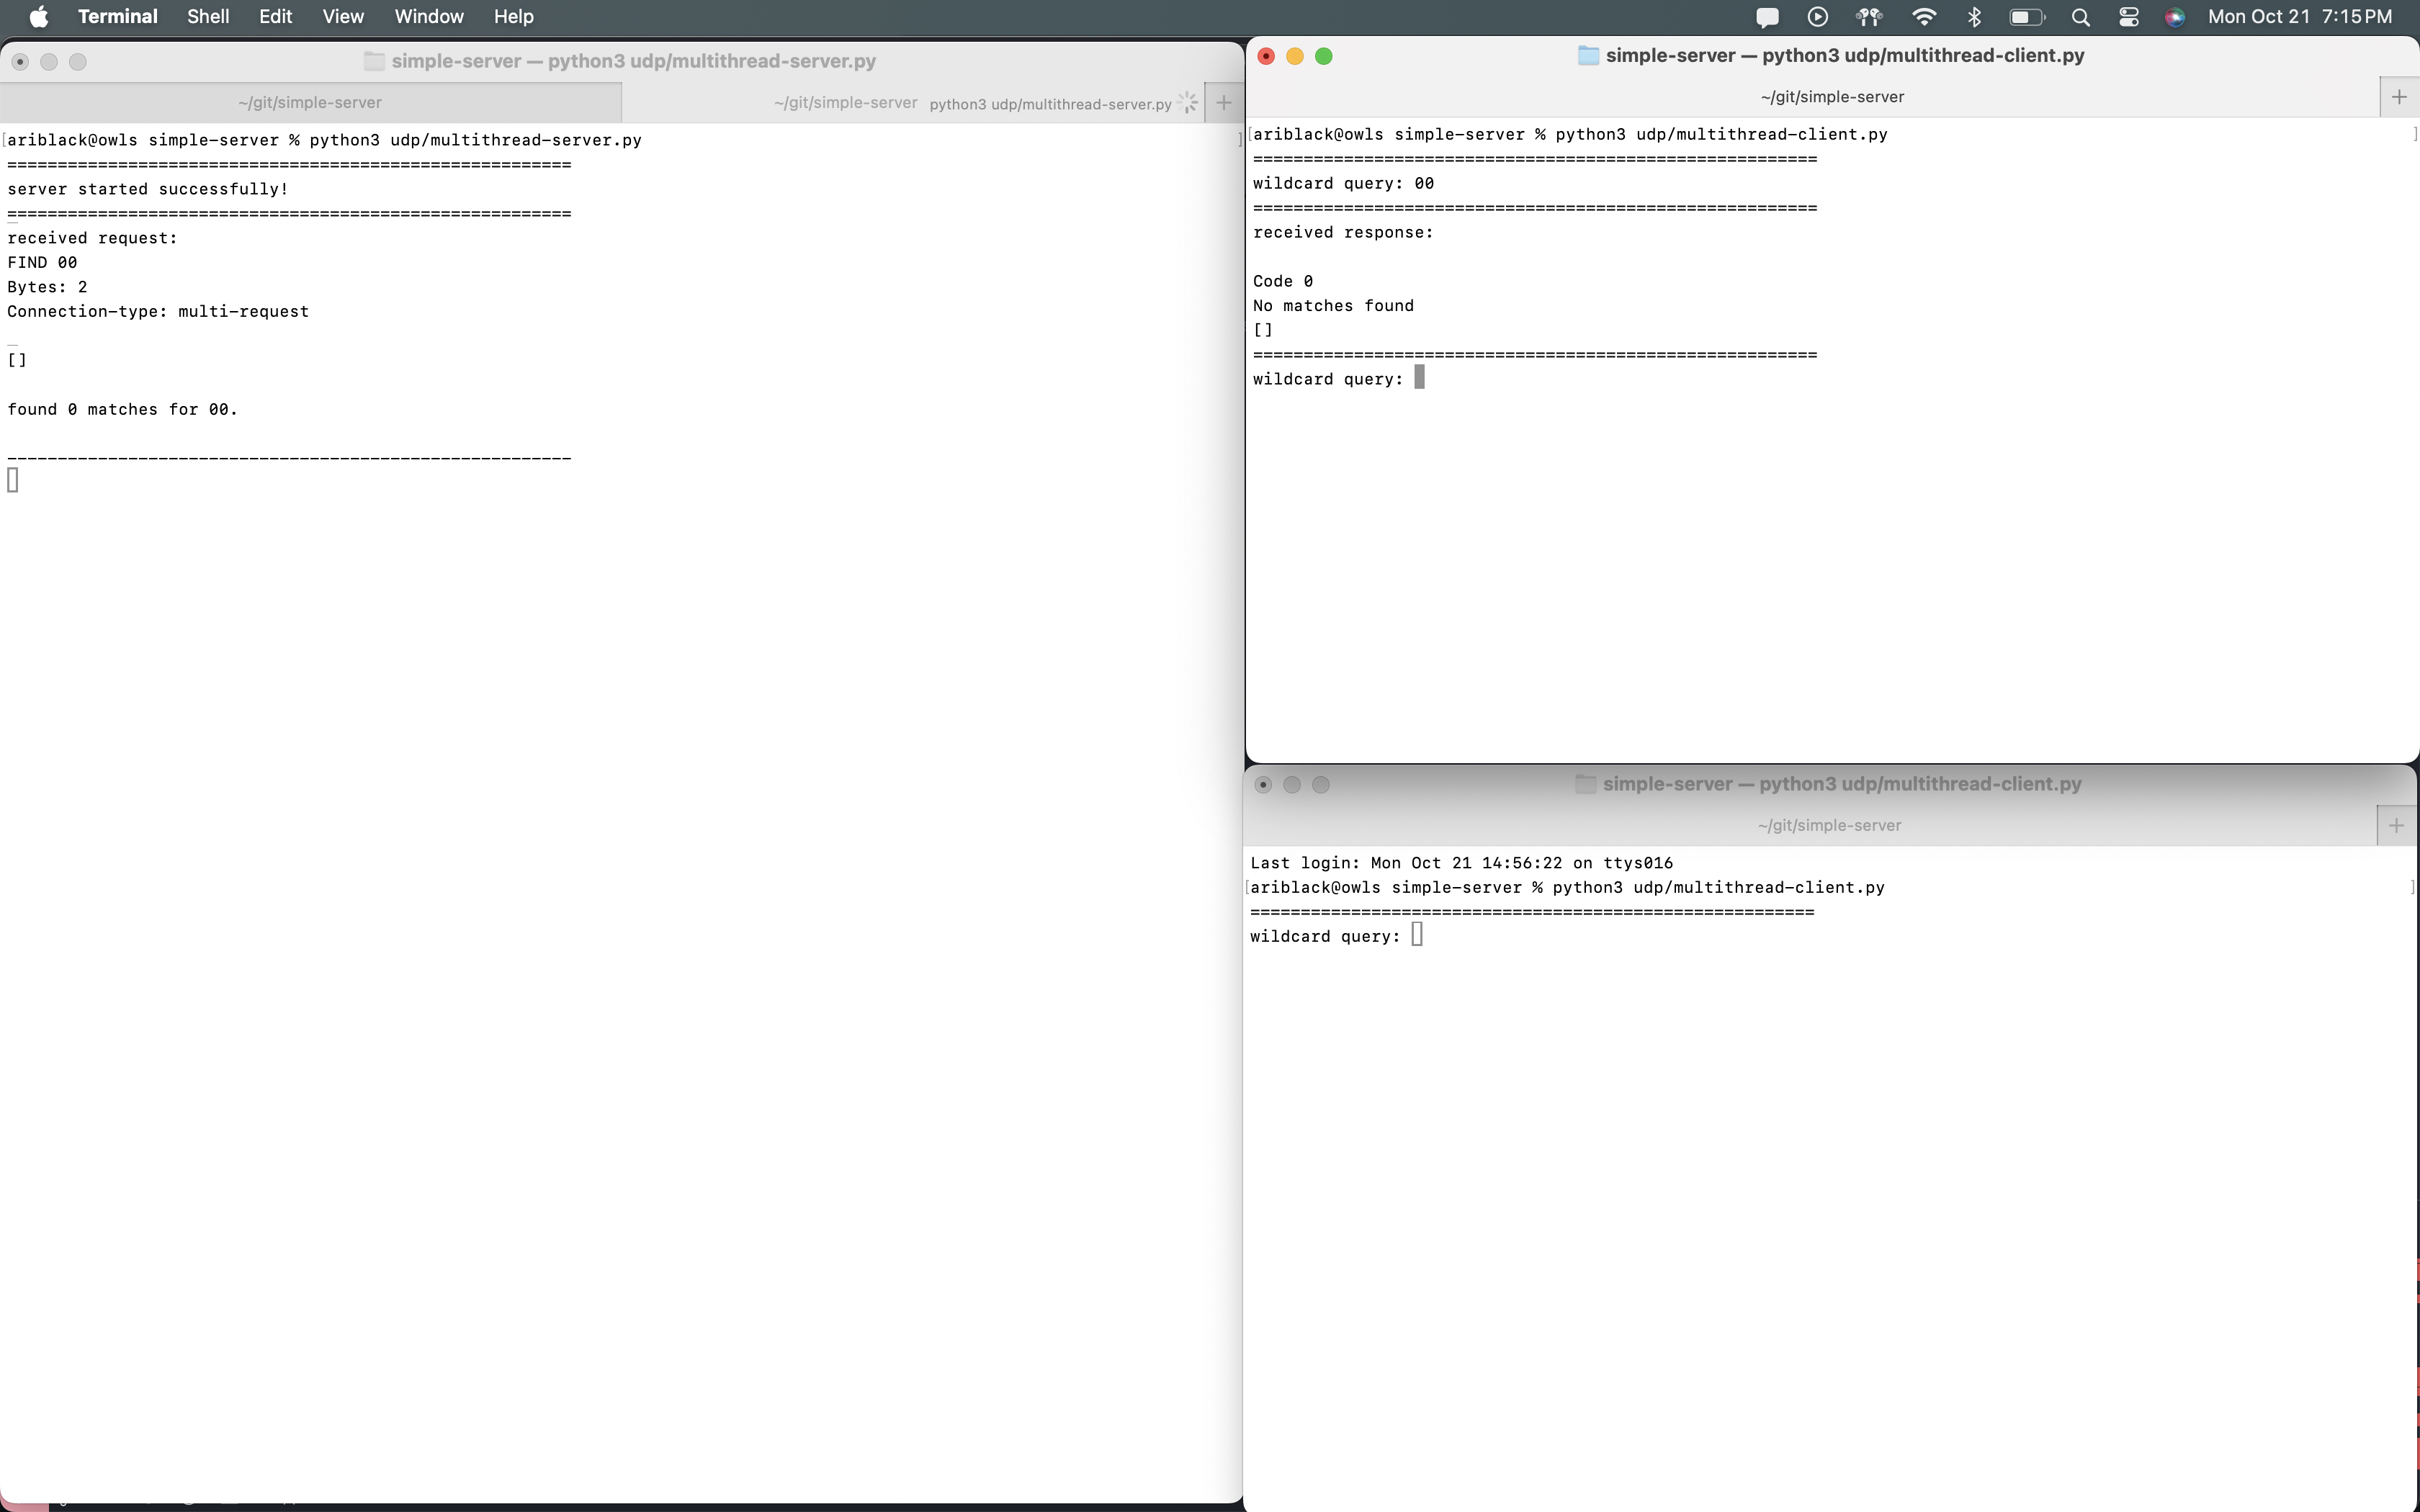 Terminal Shell Edit View Window Help Mon Oct 21 7:15 PM
simple-server — python3 udp/multithread-server.py
~/git/simple-server
~/git/simple-server python3 udp/multithread-server.py
[ariblack@owls simple-server % python3 udp/multithread-server.py ]
========================================================
server started successfully!
========================================================
_
received request:
FIND 00
Bytes: 2
Connection-type: multi-request
_
[]
found 0 matches for 00.
--------------------------------------------------------
simple-server — python3 udp/multithread-client.py
~/git/simple-server
[ariblack@owls simple-server % python3 udp/multithread-client.py ]
========================================================
wildcard query: 00
========================================================
received response:
Code 0
No matches found
[]
========================================================
wildcard query:
simple-server — python3 udp/multithread-client.py
~/git/simple-server
Last login: Mon Oct 21 14:56:22 on ttys016
[ariblack@owls simple-server % python3 udp/multithread-client.py ]
========================================================
wildcard query: